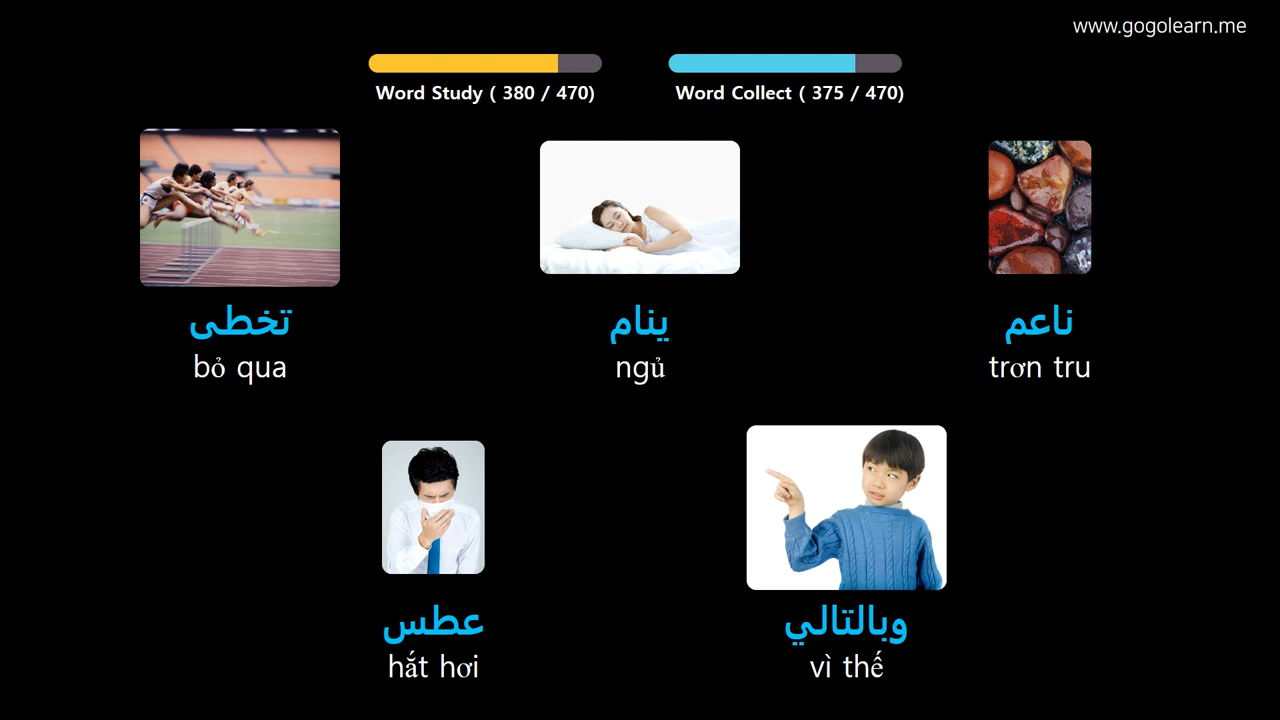 www.gogolearn.me
Word Study ( 380 / 470)
Word Collect ( 375 / 470)
تخطى
bỏ qua
ينام
ngủ
ناعم
trơn tru
عطس
hắt hơi
وبالتالي
vì thế